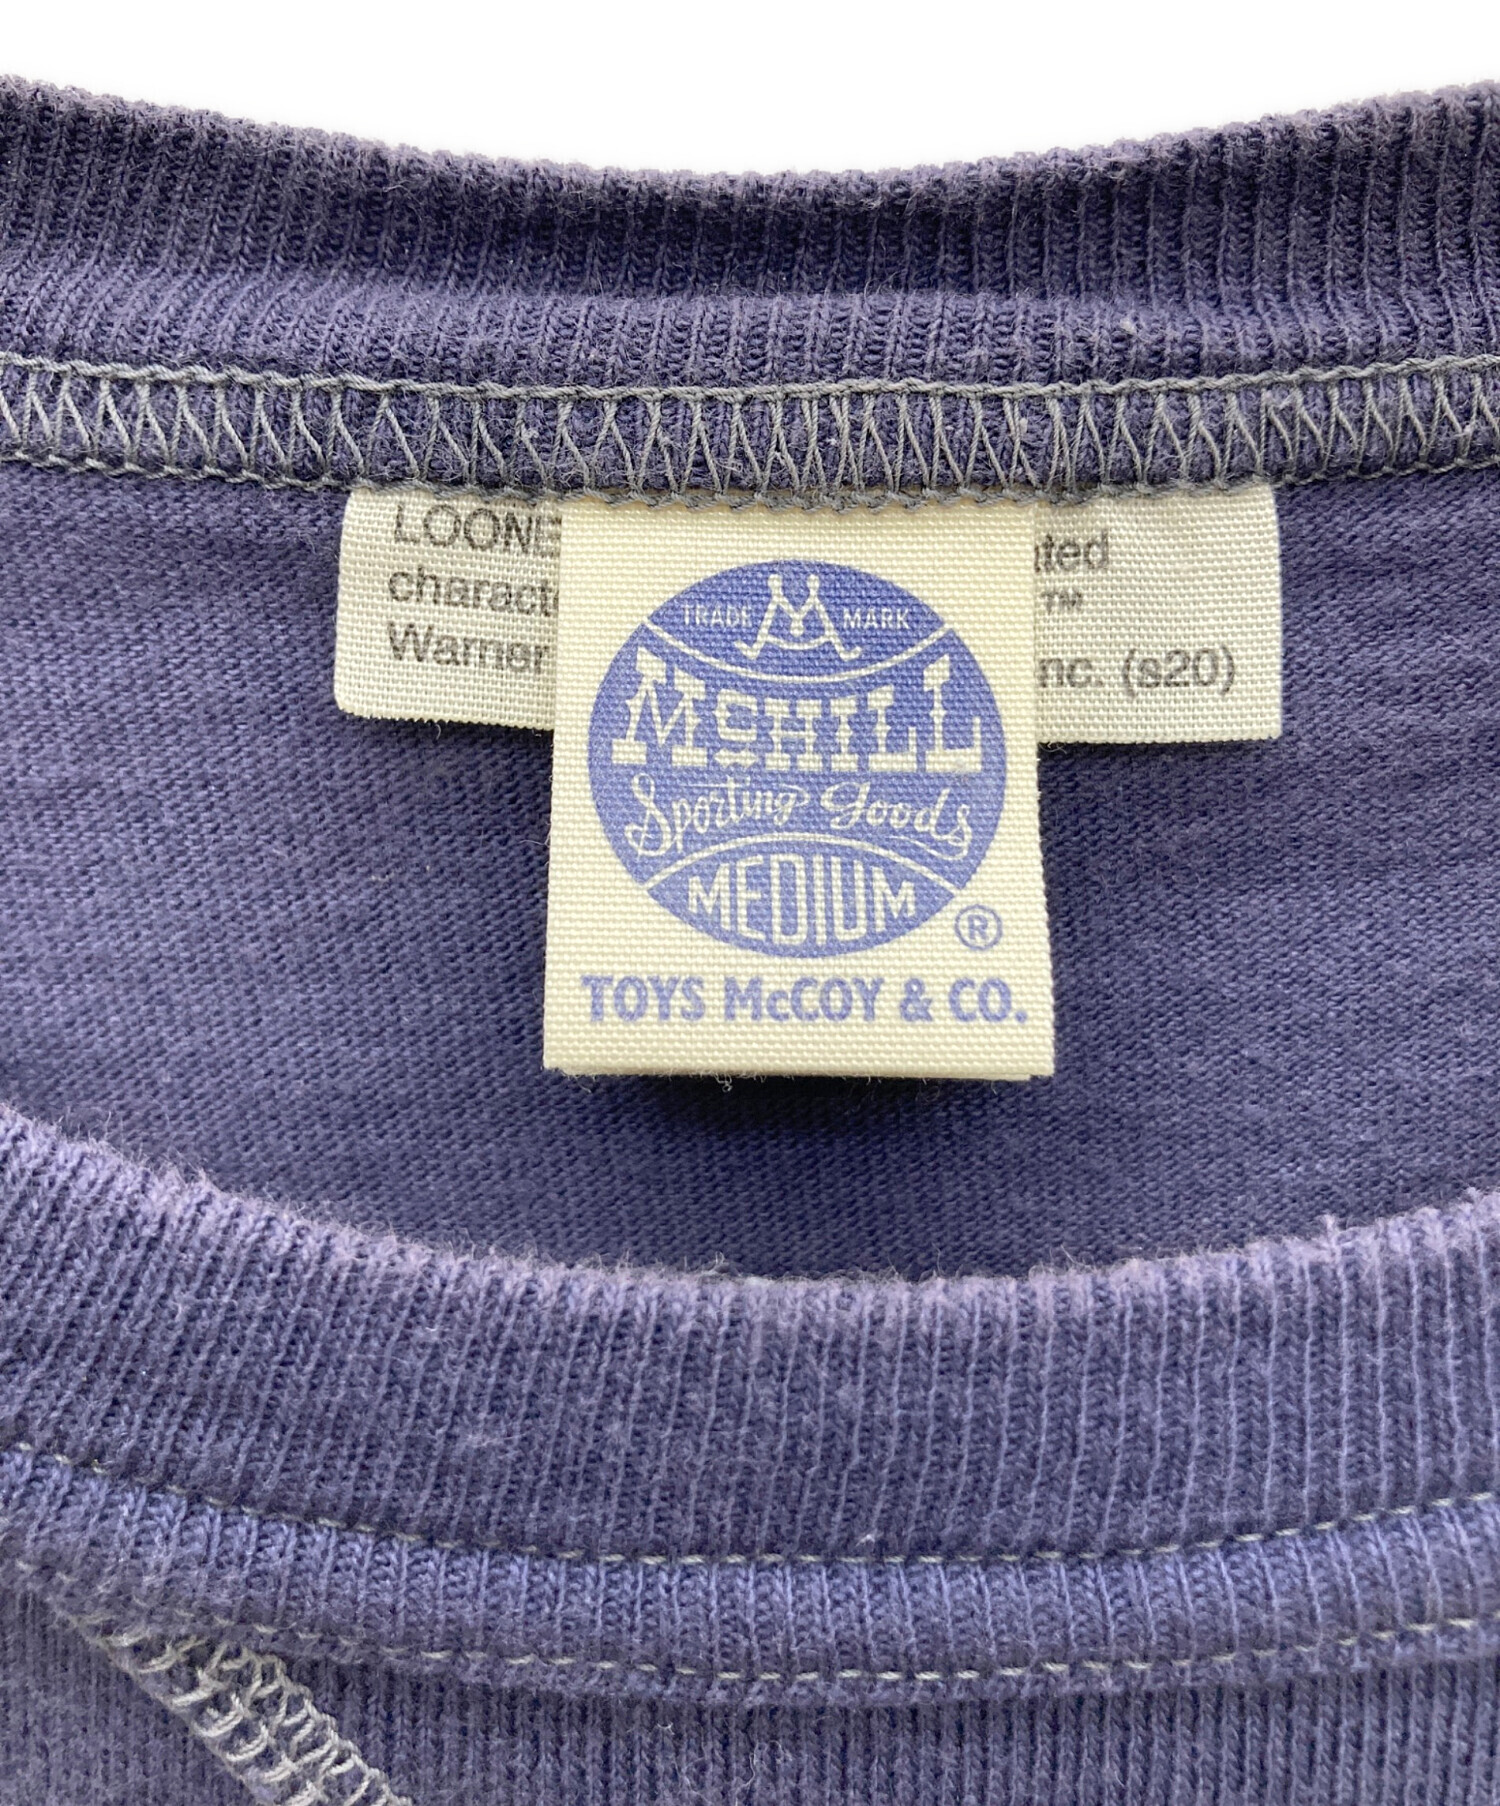 LOONE
ated
charact
™
Warner
nc. (s20)
TRADE MARK
McHILL
Sporting Goods
MEDIUM
®
TOYS McCOY & CO.